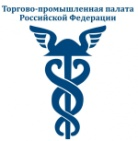 Торгово-промышленная палата
Российской Федерации